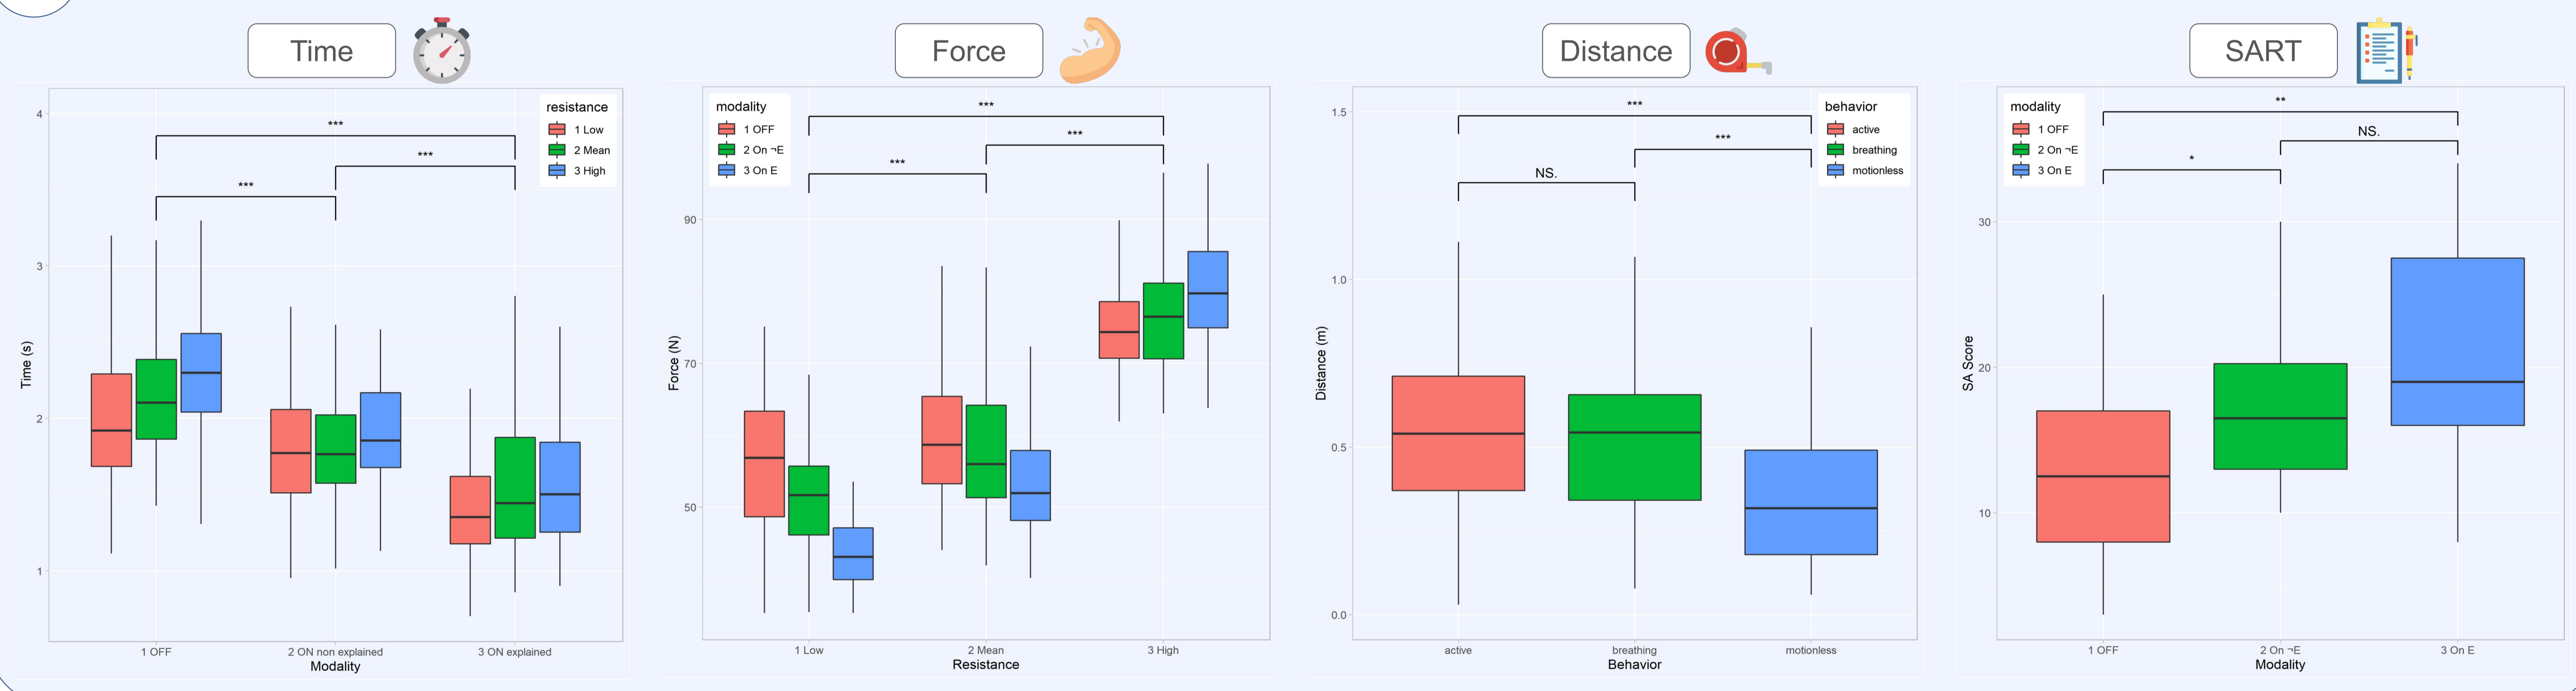 Time
Force
Distance
SART
4
3
2
1
Time (s)
***
***
***
resistance
1 Low
2 Mean
3 High
1 OFF
2 ON non explained
3 ON explained
Modality
90
70
50
Force (N)
modality
1 OFF
2 On ¬E
3 On E
***
***
***
1 Low
2 Mean
3 High
Resistance
1.5
1.0
0.5
0.0
Distance (m)
***
***
NS.
behavior
active
breathing
motionless
active
breathing
motionless
Behavior
30
20
10
SA Score
modality
1 OFF
2 On ¬E
3 On E
**
NS.
*
1 OFF
2 On ¬E
3 On E
Modality